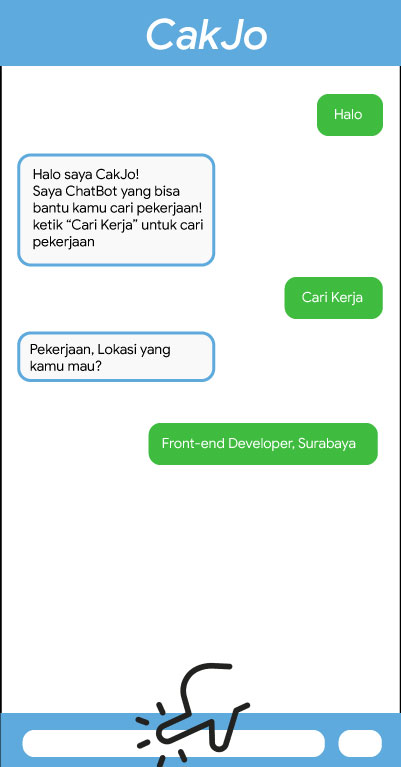 CakJo
Halo
Halo saya CakJo!
Saya ChatBot yang bisa
bantu kamu cari pekerjaan!
ketik “Cari Kerja” untuk cari
pekerjaan
Cari Kerja
Pekerjaan, Lokasi yang
kamu mau?
Front-end Developer, Surabaya